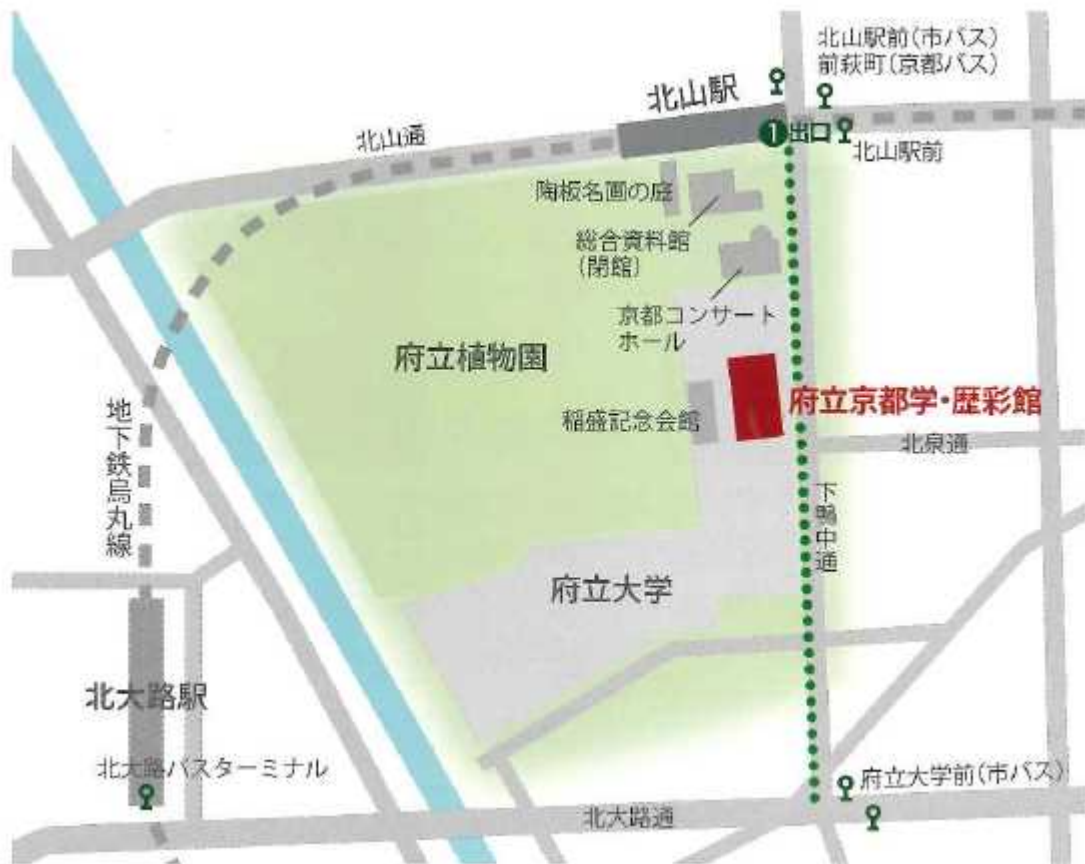 北山駅前(市バス)
前萩町(京都バス)
北山駅
北山通
1出口
北山駅前
陶板名画の庭
総合資料館
(閉館)
京都コンサート
ホール
府立植物園
府立京都学・歴彩館
稲盛記念会館
北泉通
地下鉄烏丸線
下鴨中通
府立大学
北大路駅
北大路バスターミナル
府立大学前(市バス)
北大路通